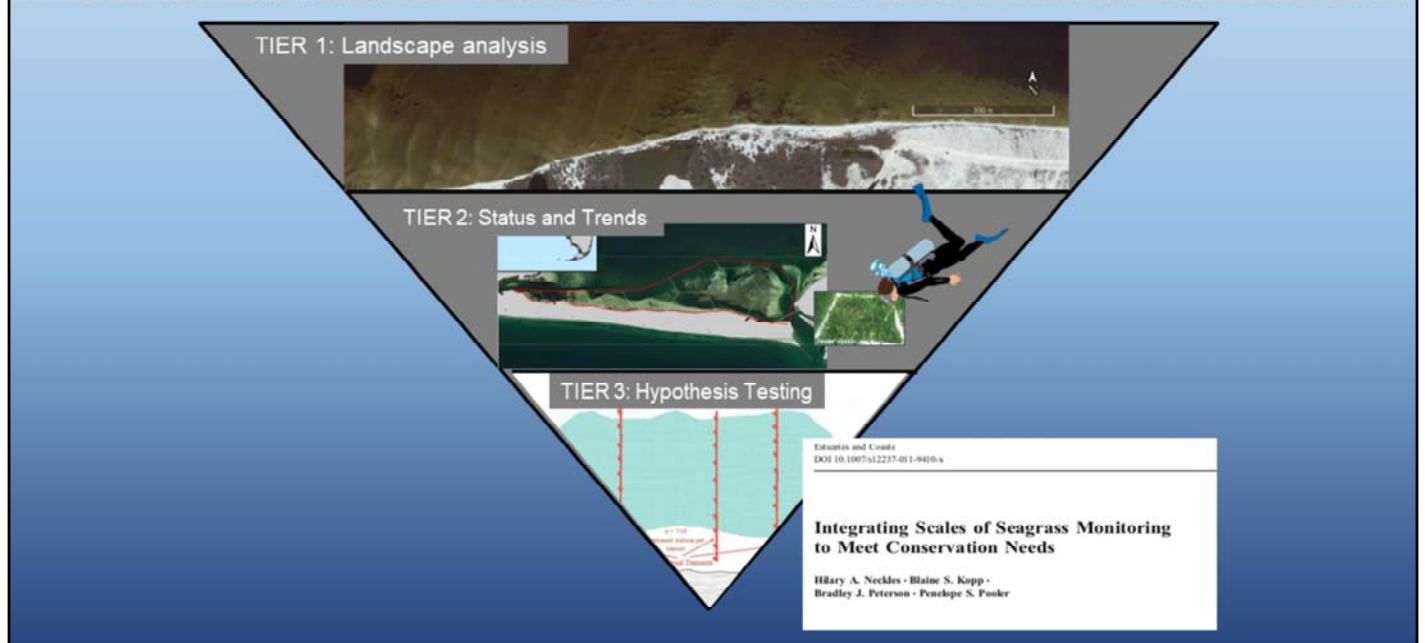 TIER 1: Landscape analysis
TIER 2: Status and Trends
N
TIER 3: Hypothesis Testing
Estuaries and Coasts
DOI 10.1007/s12237-011-9410-x
Integrating Scales of Seagrass Monitoring
to Meet Conservation Needs
Hilary A. Neckles · Blaine S. Kopp ·
Bradley J. Peterson · Penelope S. Pooler